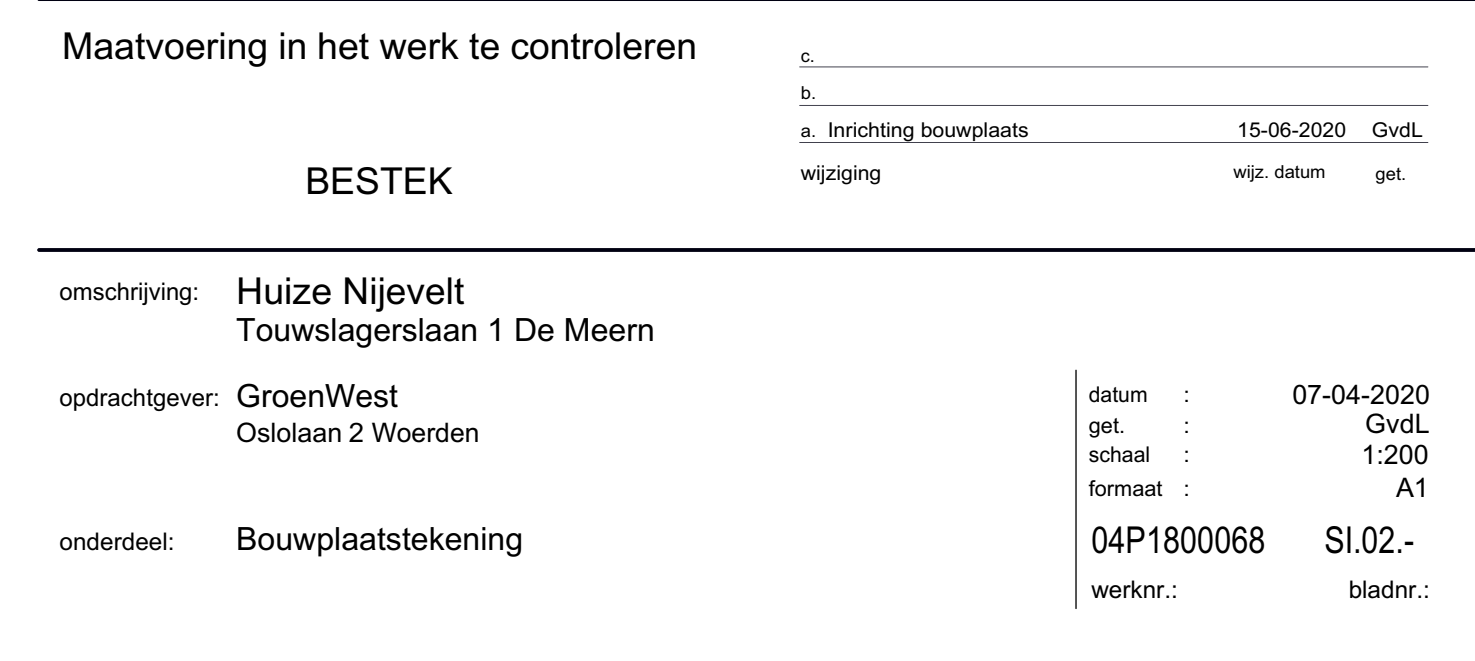 Maatvoering in het werk te controleren
BESTEK
c.
b.
a. Inrichting bouwplaats 15-06-2020 GvdL
wijziging wijz. datum get.
omschrijving: Huize Nijevelt
Touwslagerslaan 1 De Meern
opdrachtgever: GroenWest
Oslolaan 2 Woerden
onderdeel: Bouwplaatstekening
datum : 07-04-2020
get. : GvdL
schaal : 1:200
formaat : A1
04P1800068 SI.02.-
werknr.: bladnr.: